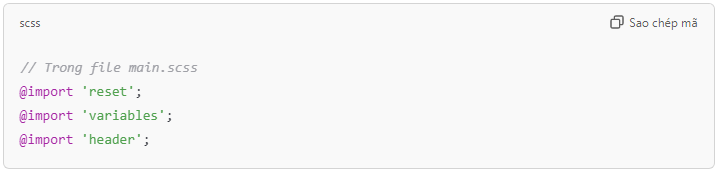 scss
Sao chép mã
// Trong file main.scss
@import 'reset';
@import 'variables';
@import 'header';